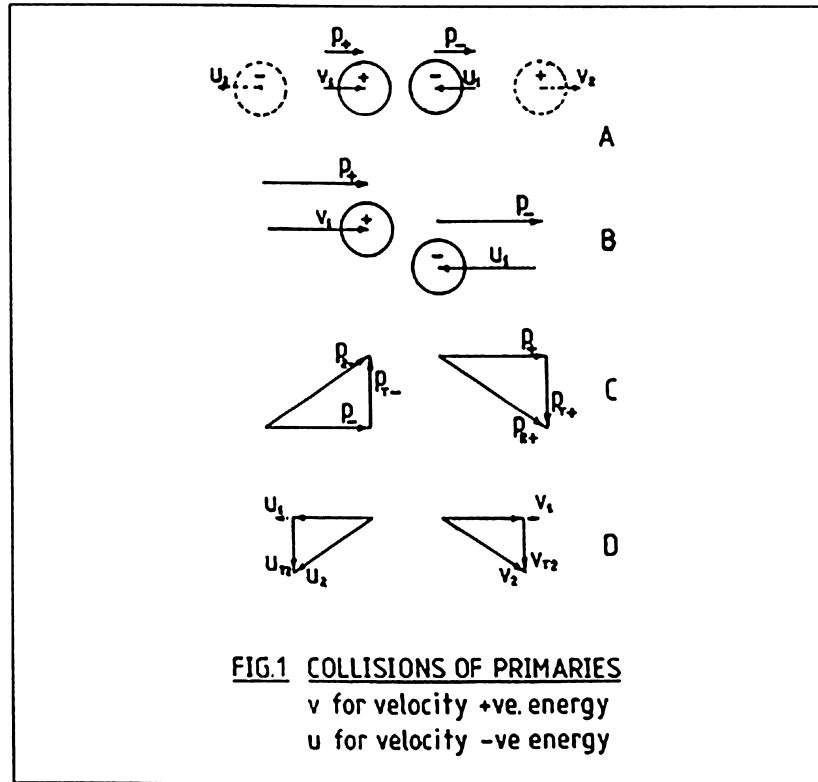 P+ P-
U2 - V1 + - U1 + V2
A
P+
V1 + P-
B
- U1
P2- P+
PT- C
P- PT+
P2+
U1 V1
UT2 D VT2
U2 V2
FIG.1 COLLISIONS OF PRIMARIES
v for velocity +ve. energy
u for velocity -ve energy